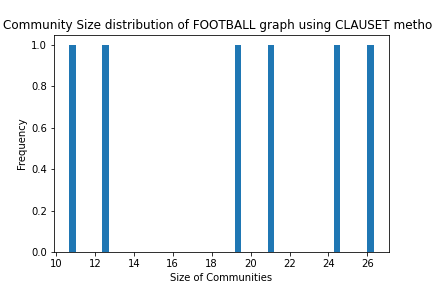 Community Size distribution of FOOTBALL graph using CLAUSET metho
1.0
0.8
0.6
0.4
0.2
0.0
Frequency
10 12 14 16 18 20 22 24 26
Size of Communities